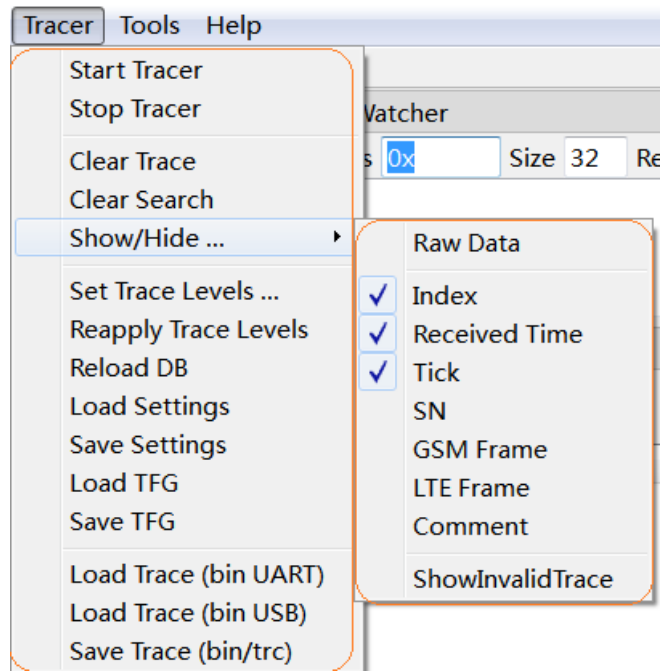 Tracer Tools Help
Start Tracer
Stop Tracer
Watcher
Clear Trace
0x Size 32
Clear Search
Show/Hide ...
Raw Data
Set Trace Levels ...
Index
Reapply Trace Levels
Received Time
Reload DB
Tick
Load Settings
SN
Save Settings
GSM Frame
Load TFG
LTE Frame
Save TFG
Comment
Load Trace (bin UART)
ShowInvalidTrace
Load Trace (bin USB)
Save Trace (bin/trc)